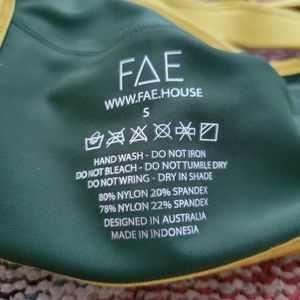 FAE
WWW.FAE.HOUSE
S
HAND WASH - DO NOT IRON
DO NOT BLEACH - DO NOT TUMBLE DRY
DO NOT WRING - DRY IN SHADE
80% NYLON 20% SPANDEX
78% NYLON 22% SPANDEX
DESIGNED IN AUSTRALIA
MADE IN INDONESIA